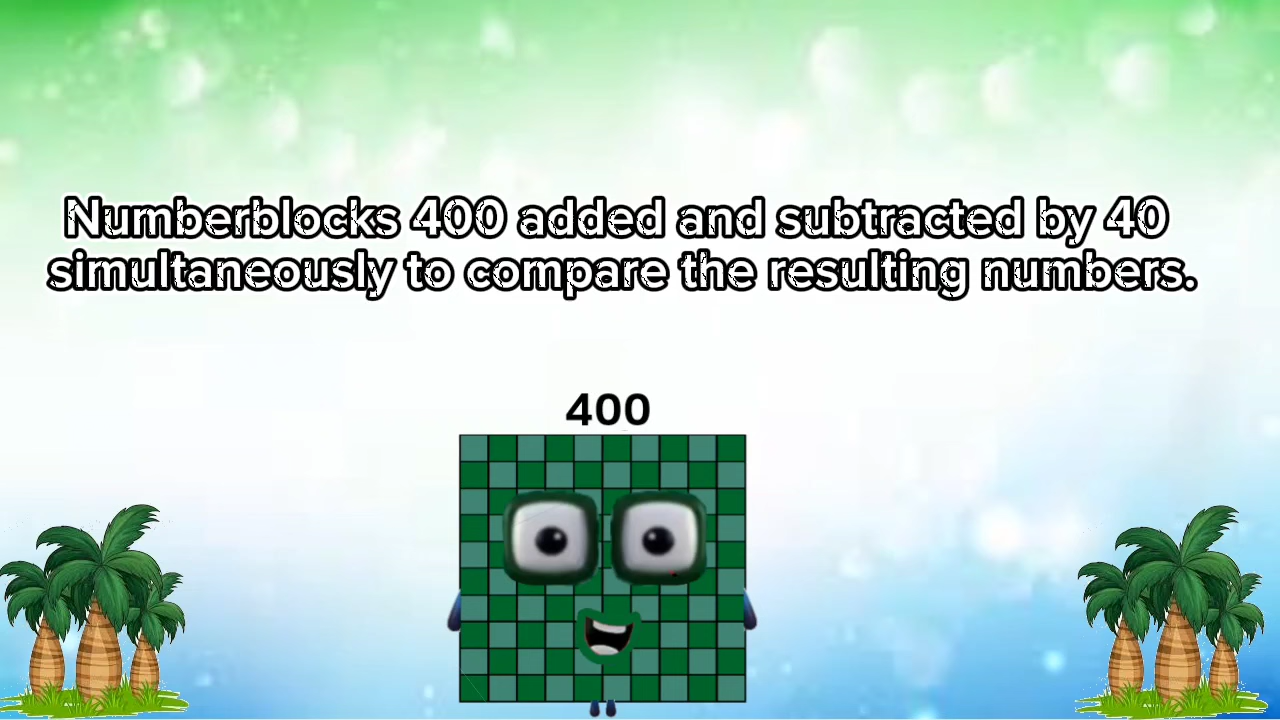 Numberblocks 400 added and subtracted by 40
simultaneously to compare the resulting numbers.
400